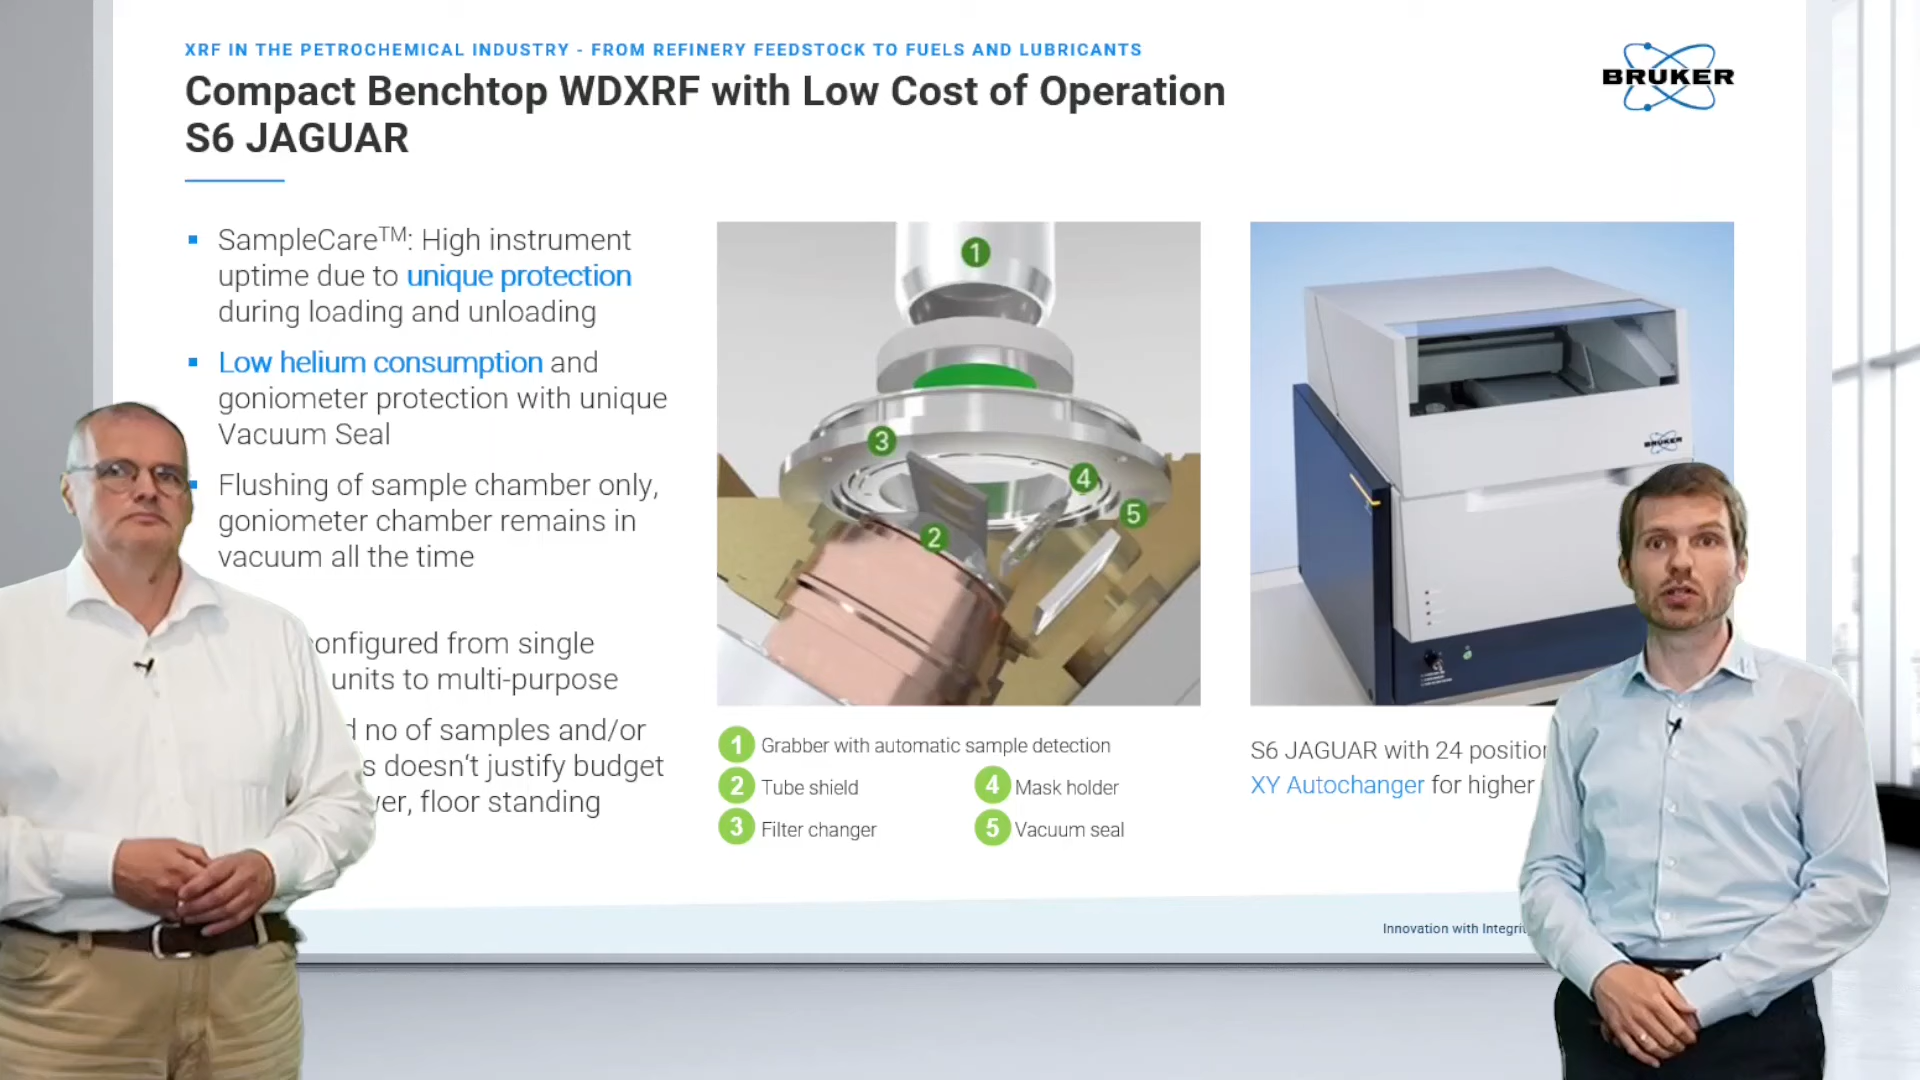 XRF IN THE PETROCHEMICAL INDUSTRY - FROM REFINERY FEEDSTOCK TO FUELS AND LUBRICANTS
Compact Benchtop WDXRF with Low Cost of Operation
S6 JAGUAR
BRUKER
SampleCare™: High instrument
uptime due to unique protection
during loading and unloading
Low helium consumption and
goniometer protection with unique
Vacuum Seal
Flushing of sample chamber only,
goniometer chamber remains in
vacuum all the time
onfigured from single
units to multi-purpose
no of samples and/or
doesn't justify budget
floor standing
1
2
3
4
5
BRUKER
1 Grabber with automatic sample detection
2 Tube shield
4 Mask holder
3 Filter changer
5 Vacuum seal
S6 JAGUAR with 24 position
XY Autochanger for higher
Innovation with Integrity